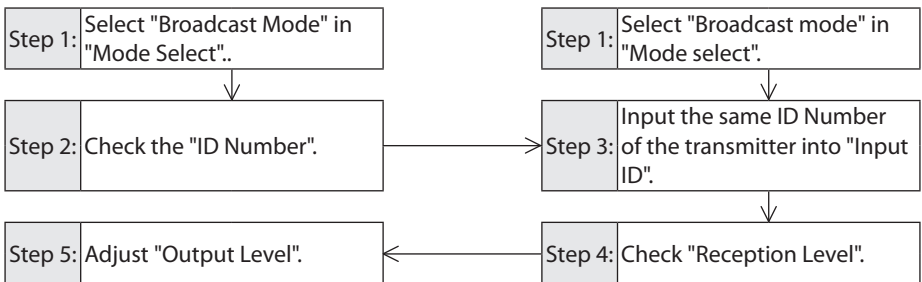 Step 1: Select "Broadcast Mode" in
"Mode Select"..
Step 1: Select "Broadcast mode" in
"Mode select".
Step 2: Check the "ID Number".
Step 3: Input the same ID Number
of the transmitter into "Input
ID".
Step 5: Adjust "Output Level".
Step 4: Check "Reception Level".